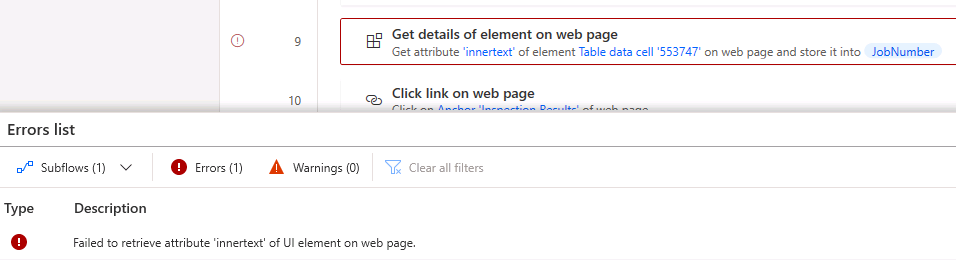 9
Get details of element on web page
Get attribute 'innertext' of element Table data cell '553747' on web page and store it into JobNumber
10
Click link on web page
Click on Anchor 'Inspection Results' of web page
Errors list
Subflows (1) Errors (1) Warnings (0) Clear all filters
Type Description
Failed to retrieve attribute 'innertext' of UI element on web page.